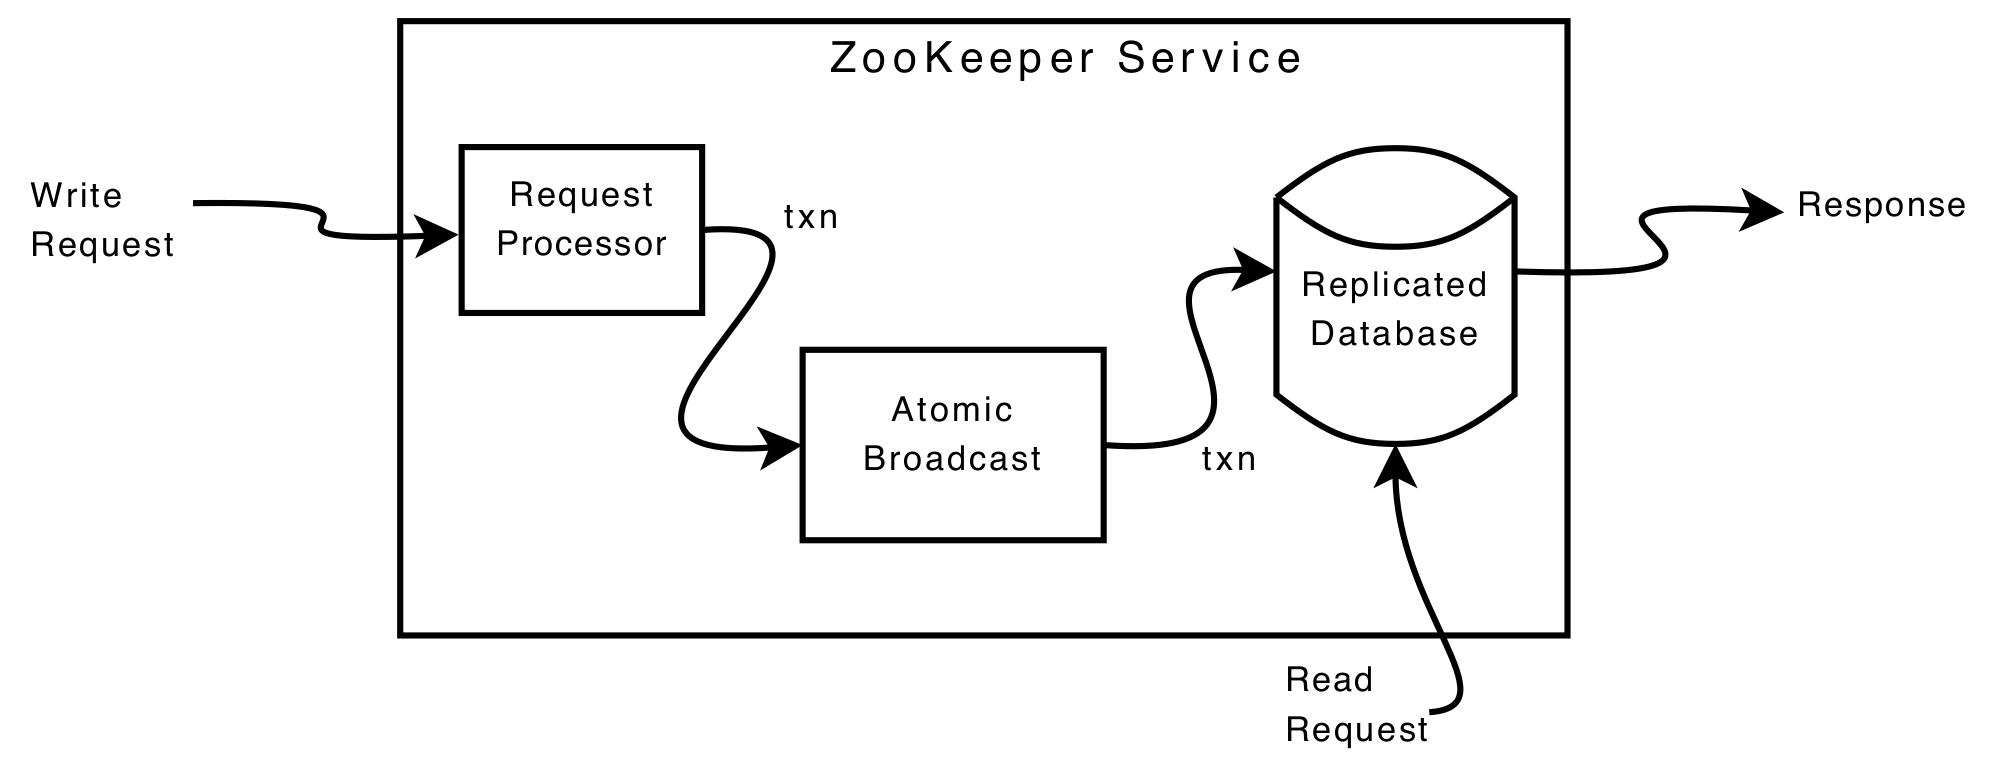 ZooKeeper Service
Write
Request
Request
Processor
txn
Atomic
Broadcast
txn
Replicated
Database
Response
Read
Request